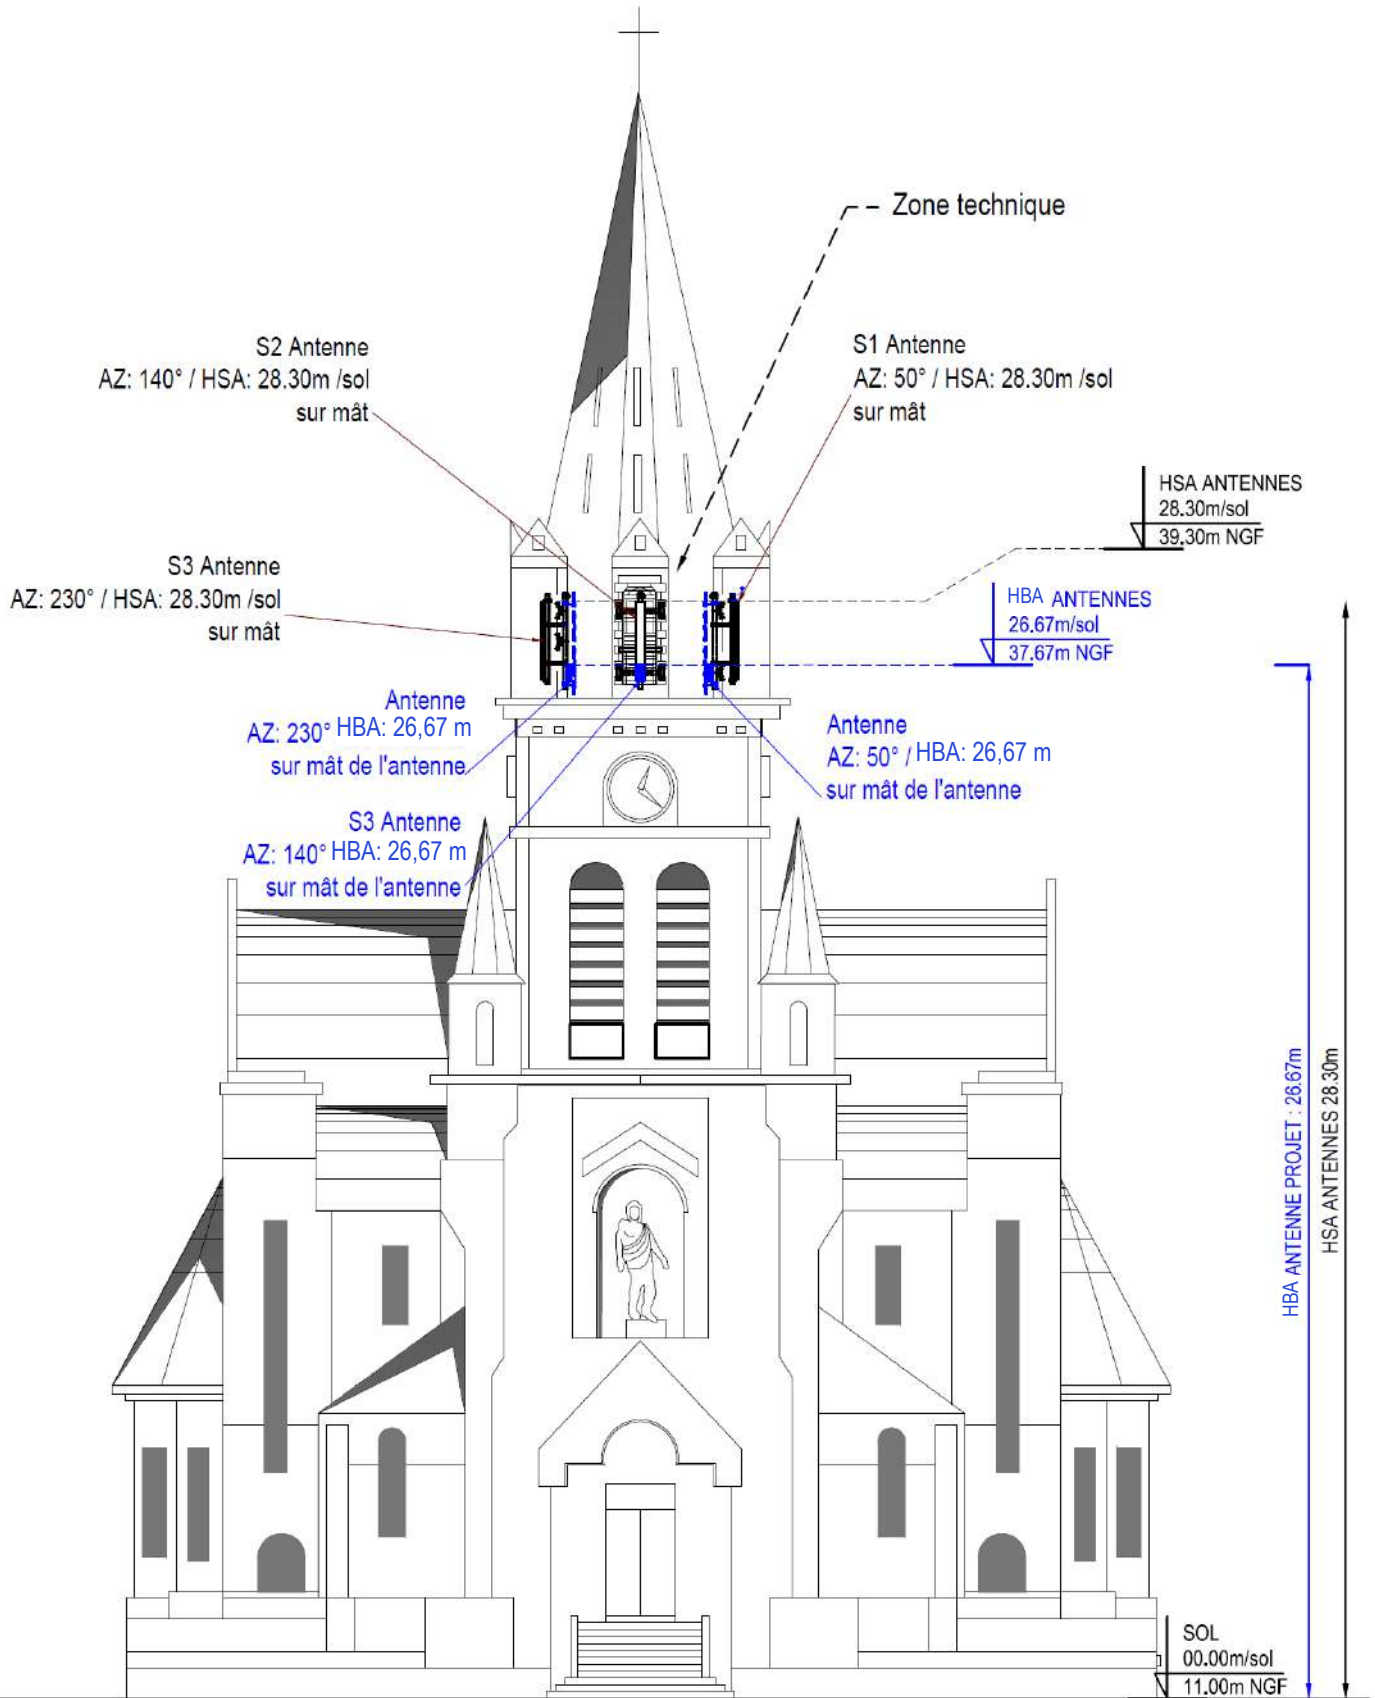 Zone technique
S2 Antenne
AZ: 140° / HSA: 28.30m /sol
sur mât
S1 Antenne
AZ: 50° / HSA: 28.30m /sol
sur mât
HSA ANTENNES
28.30m/sol
39.30m NGF
S3 Antenne
AZ: 230° / HSA: 28.30m /sol
sur mât
HBA ANTENNES
26.67m/sol
37.67m NGF
Antenne
AZ: 230° HBA: 26,67 m
sur mât de l'antenne
Antenne
AZ: 50° / HBA: 26,67 m
sur mât de l'antenne
S3 Antenne
AZ: 140° HBA: 26,67 m
sur mât de l'antenne
HBA ANTENNE PROJET : 26.67m
HSA ANTENNES 28.30m
SOL
00.00m/sol
11.00m NGF